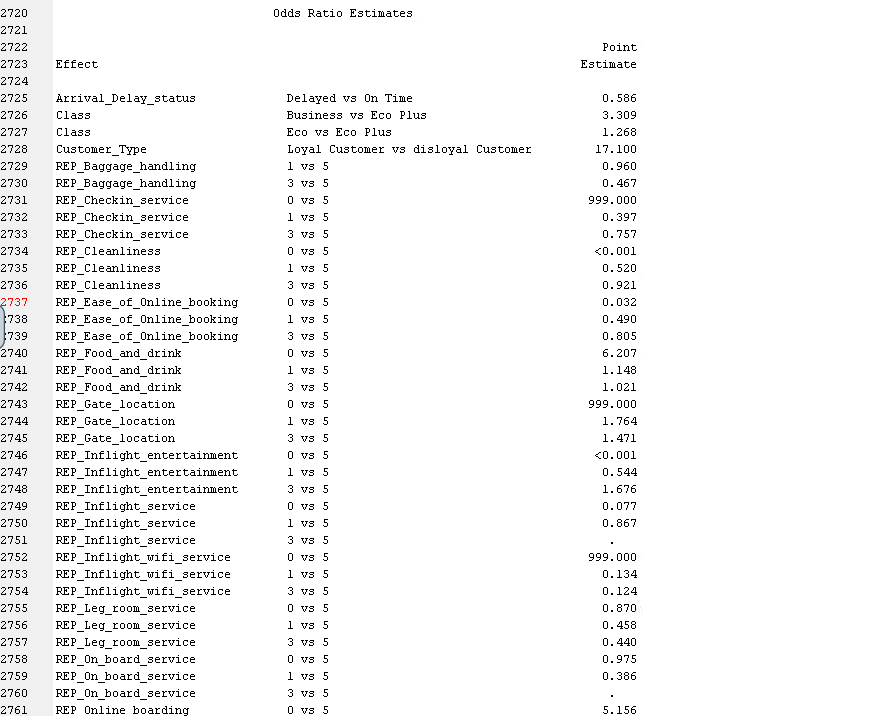 2720 Odds Ratio Estimates
2721
2722 Point
2723 Effect Estimate
2724
2725 Arrival_Delay_status Delayed vs On Time 0.586
2726 Class Business vs Eco Plus 3.309
2727 Class Eco vs Eco Plus 1.268
2728 Customer_Type Loyal Customer vs disloyal Customer 17.100
2729 REP_Baggage_handling 1 vs 5 0.960
2730 REP_Baggage_handling 3 vs 5 0.467
2731 REP_Checkin_service 0 vs 5 999.000
2732 REP_Checkin_service 1 vs 5 0.397
2733 REP_Checkin_service 3 vs 5 0.757
2734 REP_Cleanliness 0 vs 5 <0.001
2735 REP_Cleanliness 1 vs 5 0.520
2736 REP_Cleanliness 3 vs 5 0.921
2737 REP_Ease_of_Online_booking 0 vs 5 0.032
2738 REP_Ease_of_Online_booking 1 vs 5 0.490
2739 REP_Ease_of_Online_booking 3 vs 5 0.805
2740 REP_Food_and_drink 0 vs 5 6.207
2741 REP_Food_and_drink 1 vs 5 1.148
2742 REP_Food_and_drink 3 vs 5 1.021
2743 REP_Gate_location 0 vs 5 999.000
2744 REP_Gate_location 1 vs 5 1.764
2745 REP_Gate_location 3 vs 5 1.471
2746 REP_Inflight_entertainment 0 vs 5 <0.001
2747 REP_Inflight_entertainment 1 vs 5 0.544
2748 REP_Inflight_entertainment 3 vs 5 1.676
2749 REP_Inflight_service 0 vs 5 0.077
2750 REP_Inflight_service 1 vs 5 0.867
2751 REP_Inflight_service 3 vs 5 .
2752 REP_Inflight_wifi_service 0 vs 5 999.000
2753 REP_Inflight_wifi_service 1 vs 5 0.134
2754 REP_Inflight_wifi_service 3 vs 5 0.124
2755 REP_Leg_room_service 0 vs 5 0.870
2756 REP_Leg_room_service 1 vs 5 0.458
2757 REP_Leg_room_service 3 vs 5 0.440
2758 REP_On_board_service 0 vs 5 0.975
2759 REP_On_board_service 1 vs 5 0.386
2760 REP_On_board_service 3 vs 5 .
2761 REP_Online_boarding 0 vs 5 5.156